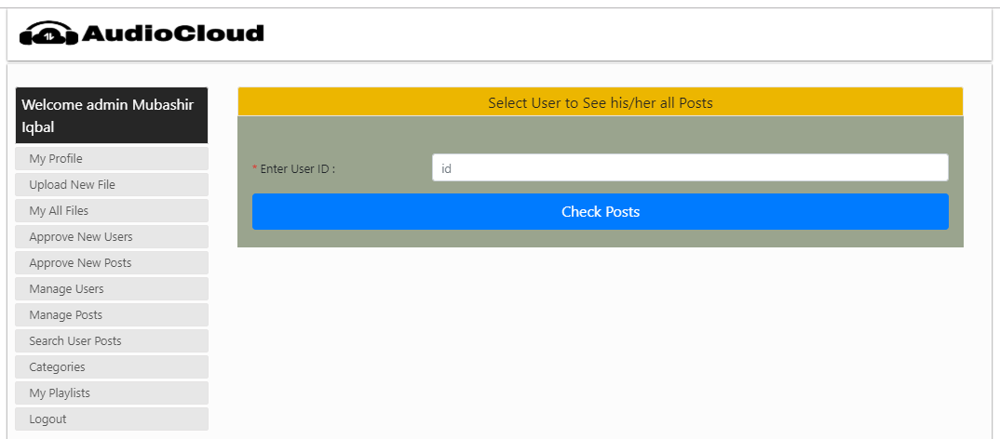 AudioCloud
Welcome admin Mubashir
Iqbal
My Profile
Upload New File
My All Files
Approve New Users
Approve New Posts
Manage Users
Manage Posts
Search User Posts
Categories
My Playlists
Logout
Select User to See his/her all Posts
* Enter User ID :
id
Check Posts